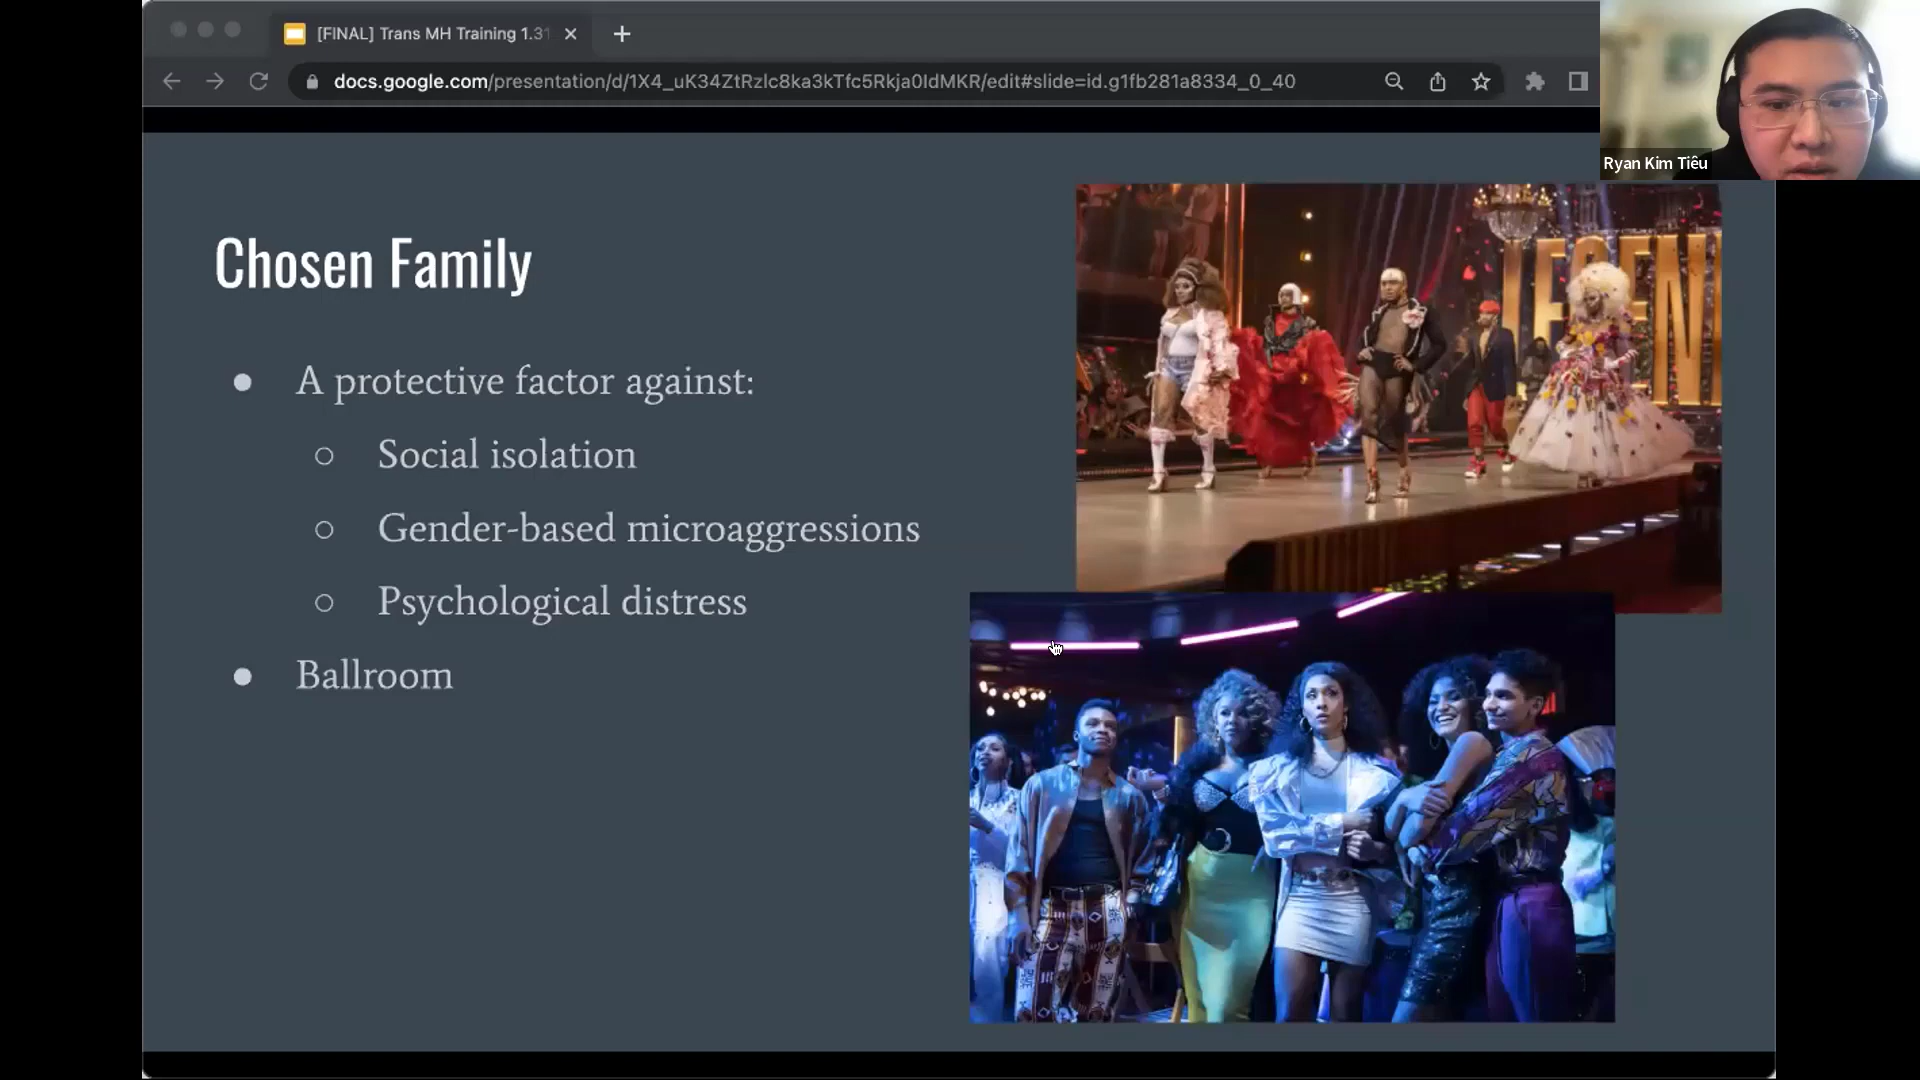 [FINAL] Trans MH Training 1.31
docs.google.com/presentation/d/1X4_uK34ZtRzlc8ka3kTfc5Rkja0IdMKR/edit#slide=id.g1fb281a8334_0_40
Ryan Kim Tiêu
Chosen Family
A protective factor against:
Social isolation
Gender-based microaggressions
Psychological distress
Ballroom
LEGEN